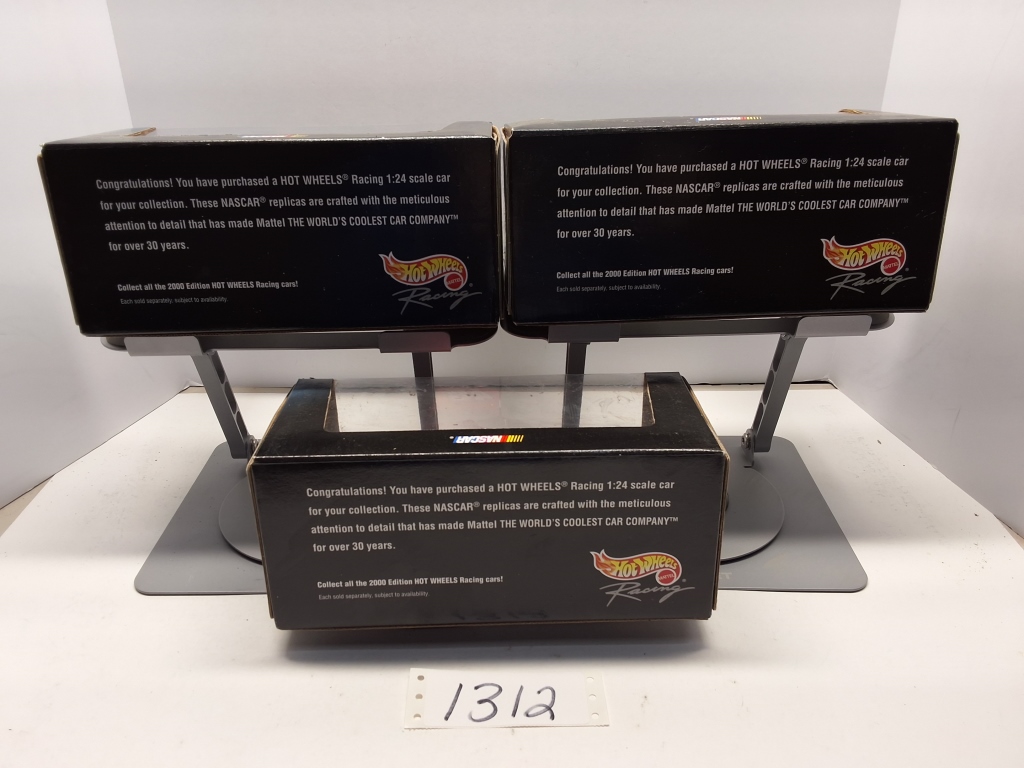 NASCAR
Congratulations! You have purchased a HOT WHEELS® Racing 1:24 scale car
for your collection. These NASCAR® replicas are crafted with the meticulous
attention to detail that has made Mattel THE WORLD'S COOLEST CAR COMPANY™
for over 30 years.
Collect all the 2000 Edition HOT WHEELS Racing cars!
Each sold separately, subject to availability.
Hot Wheels®
MATTEL
Racing
NASCAR
Congratulations! You have purchased a HOT WHEELS® Racing 1:24 scale car
for your collection. These NASCAR® replicas are crafted with the meticulous
attention to detail that has made Mattel THE WORLD'S COOLEST CAR COMPANY™
for over 30 years.
Collect all the 2000 Edition HOT WHEELS Racing cars!
Each sold separately, subject to availability.
Hot Wheels®
MATTEL
Racing
NASCAR
Congratulations! You have purchased a HOT WHEELS® Racing 1:24 scale car
for your collection. These NASCAR® replicas are crafted with the meticulous
attention to detail that has made Mattel THE WORLD'S COOLEST CAR COMPANY™
for over 30 years.
Collect all the 2000 Edition HOT WHEELS Racing cars!
Each sold separately, subject to availability.
Hot Wheels®
MATTEL
Racing
1312